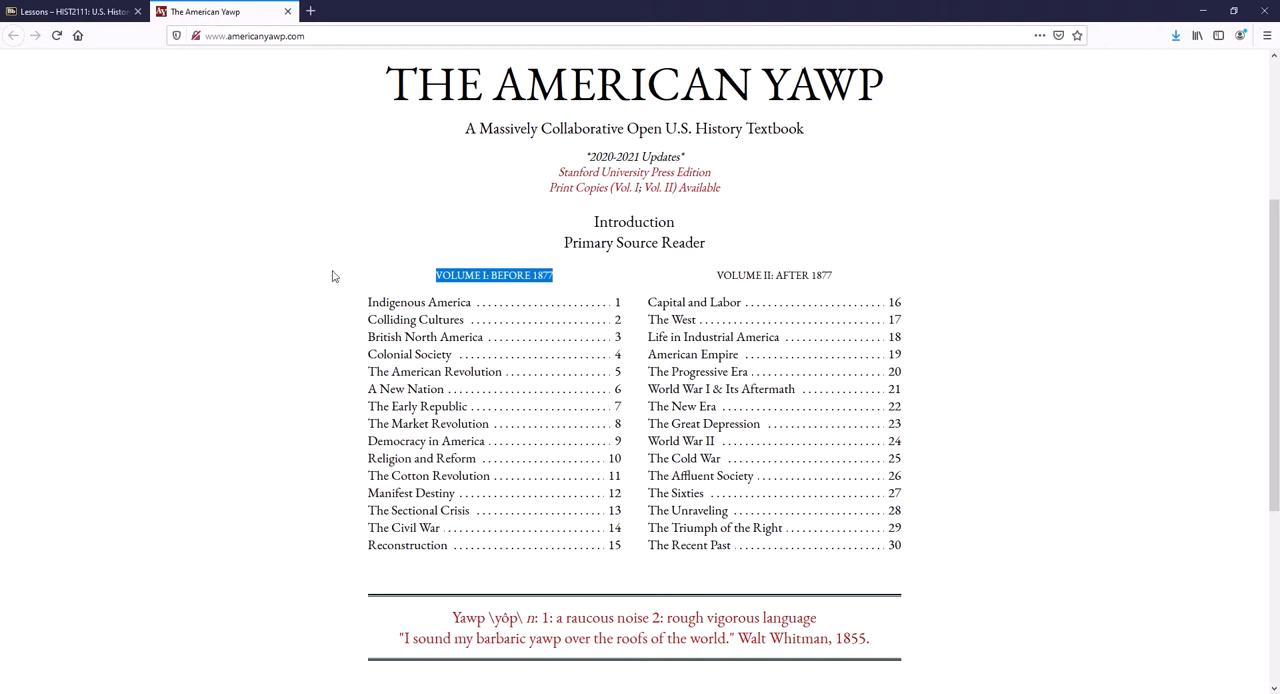 Lessons – HIST2111: U.S. Histor
The American Yawp
www.americanyawp.com
THE AMERICAN YAWP
A Massively Collaborative Open U.S. History Textbook
*2020-2021 Updates*
Stanford University Press Edition
Print Copies (Vol. I; Vol. II) Available
Introduction
Primary Source Reader
VOLUME I: BEFORE 1877
Indigenous America 1
Colliding Cultures 2
British North America 3
Colonial Society 4
The American Revolution 5
A New Nation 6
The Early Republic 7
The Market Revolution 8
Democracy in America 9
Religion and Reform 10
The Cotton Revolution 11
Manifest Destiny 12
The Sectional Crisis 13
The Civil War 14
Reconstruction 15
VOLUME II: AFTER 1877
Capital and Labor 16
The West 17
Life in Industrial America 18
American Empire 19
The Progressive Era 20
World War I & Its Aftermath 21
The New Era 22
The Great Depression 23
World War II 24
The Cold War 25
The Affluent Society 26
The Sixties 27
The Unraveling 28
The Triumph of the Right 29
The Recent Past 30
Yawp \yôp\ n: 1: a raucous noise 2: rough vigorous language
"I sound my barbaric yawp over the roofs of the world." Walt Whitman, 1855.